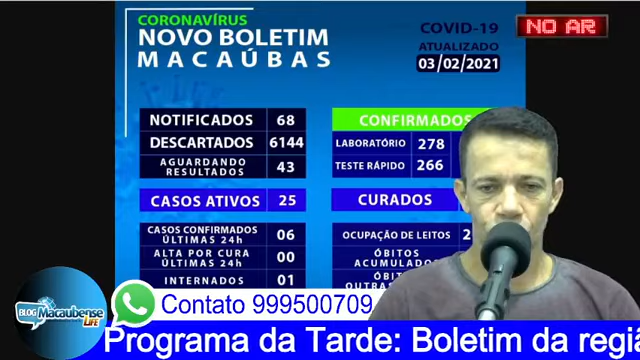 CORONAVÍRUS
NOVO BOLETIM
MACAÚBAS
COVID-19
ATUALIZADO
03/02/2021
NO AR
NOTIFICADOS 68
DESCARTADOS 6144
AGUARDANDO
RESULTADOS 43
CONFIRMADOS
LABORATÓRIO 278
TESTE RÁPIDO 266
CASOS ATIVOS 25
CURADOS
CASOS CONFIRMADOS
ÚLTIMAS 24h 06
ALTA POR CURA
ÚLTIMAS 24h 00
INTERNADOS 01
OCUPAÇÃO DE LEITOS 2
ÓBITOS
ÓBITOS
BLOG
Macaubense
LIFE
Contato 999500709
Programa da Tarde: Boletim da regiã